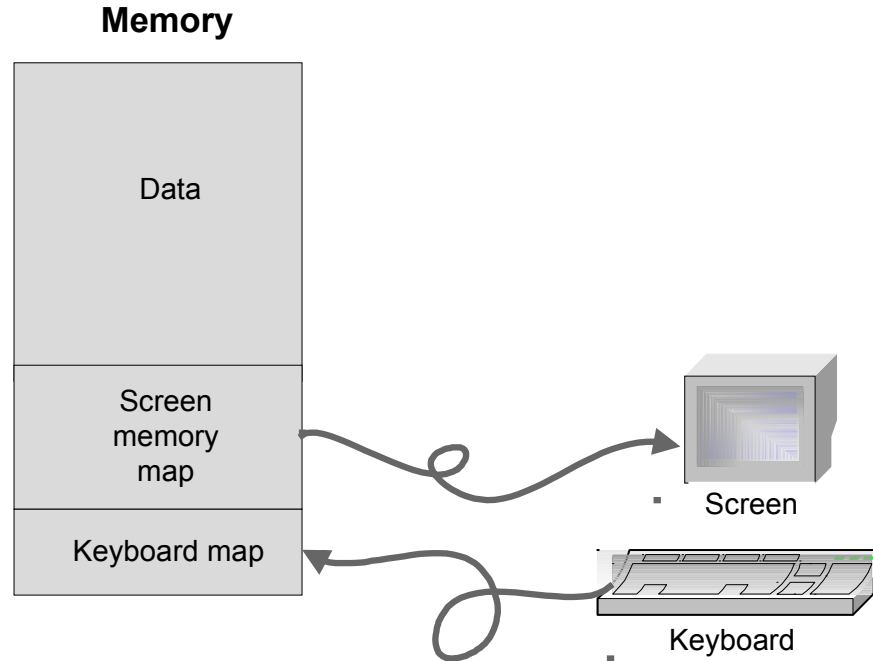 Memory
Data
Screen
memory
map
Keyboard map
Screen
Keyboard